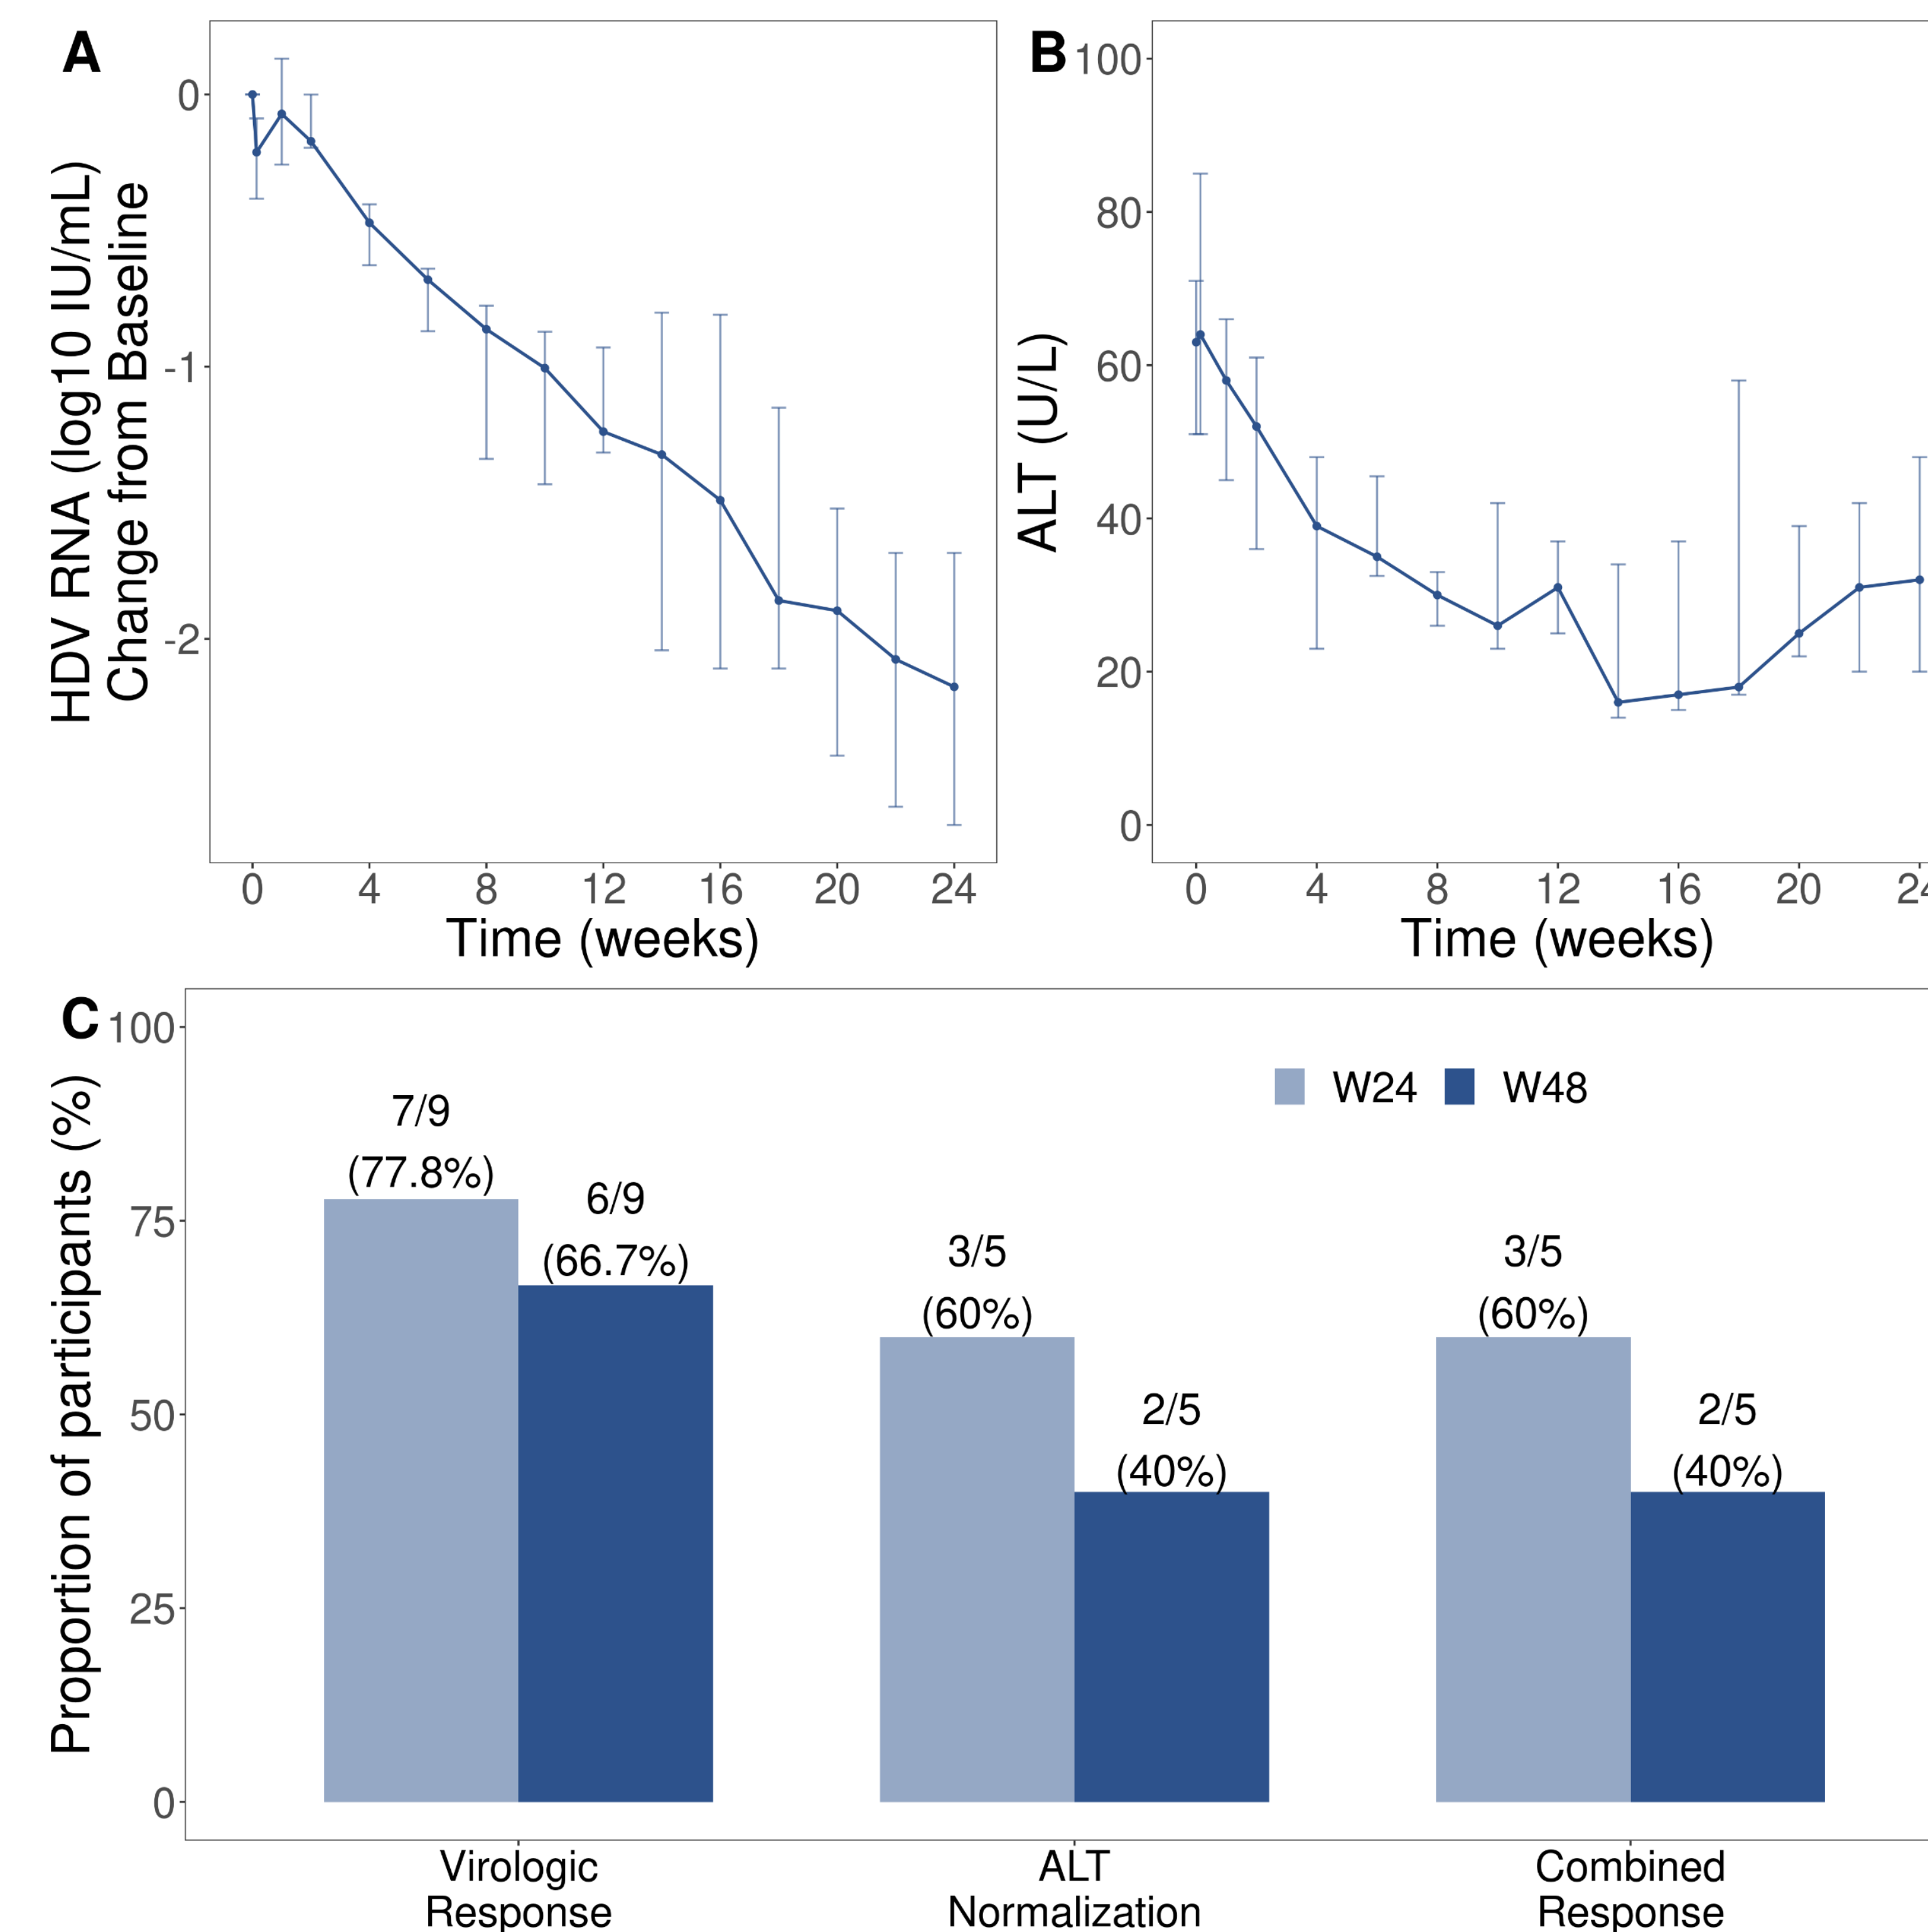 A
HDV RNA (log10 IU/mL)
Change from Baseline
0
-1
-2
0 4 8 12 16 20 24
Time (weeks)
B
ALT (U/L)
100
80
60
40
20
0
0 4 8 12 16 20 24
Time (weeks)
C
Proportion of participants (%)
100
75
50
25
0
W24 W48
7/9
(77.8%)
6/9
(66.7%)
3/5
(60%)
2/5
(40%)
3/5
(60%)
2/5
(40%)
Virologic
Response
ALT
Normalization
Combined
Response